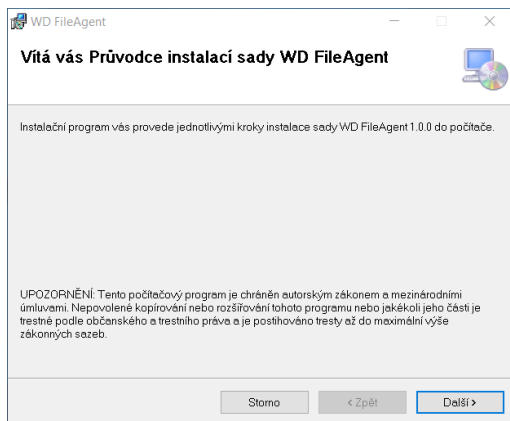 WD FileAgent
Vítá vás Průvodce instalací sady WD FileAgent
Instalační program vás provede jednotlivými kroky instalace sady WD FileAgent 1.0.0 do počítače.
UPOZORNĚNÍ: Tento počítačový program je chráněn autorským zákonem a mezinárodními
úmluvami. Nepovolené kopírování nebo rozšiřování tohoto programu nebo jakékoli jeho části je
trestné podle občanského a trestního práva a je postihováno tresty až do maximální výše
zákonných sazeb.
Storno
< Zpět
Další >